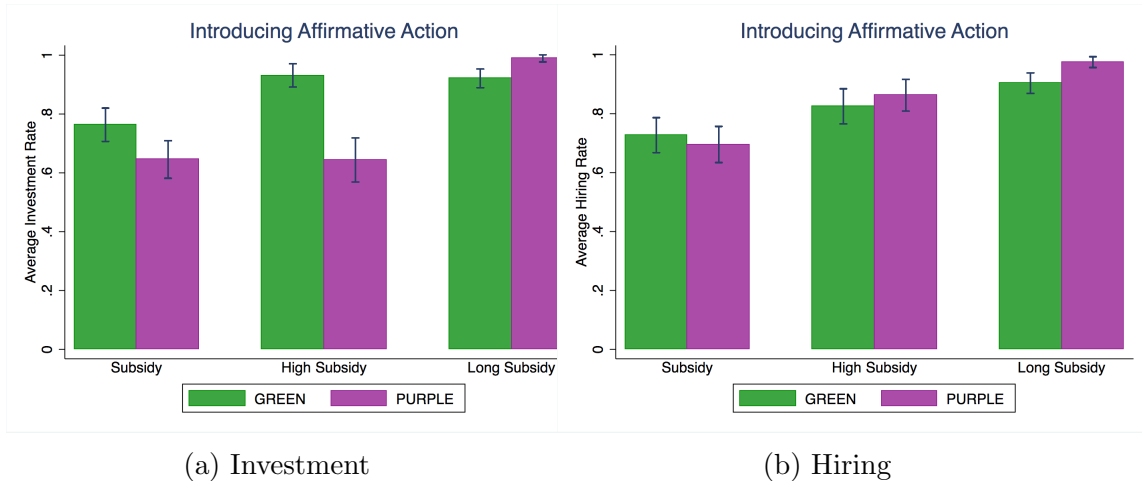 Introducing Affirmative Action
Average Investment Rate
0
.2
.4
.6
.8
1
Subsidy High Subsidy Long Subsidy
GREEN PURPLE
(a) Investment
Introducing Affirmative Action
Average Hiring Rate
0
.2
.4
.6
.8
1
Subsidy High Subsidy Long Subsidy
GREEN PURPLE
(b) Hiring